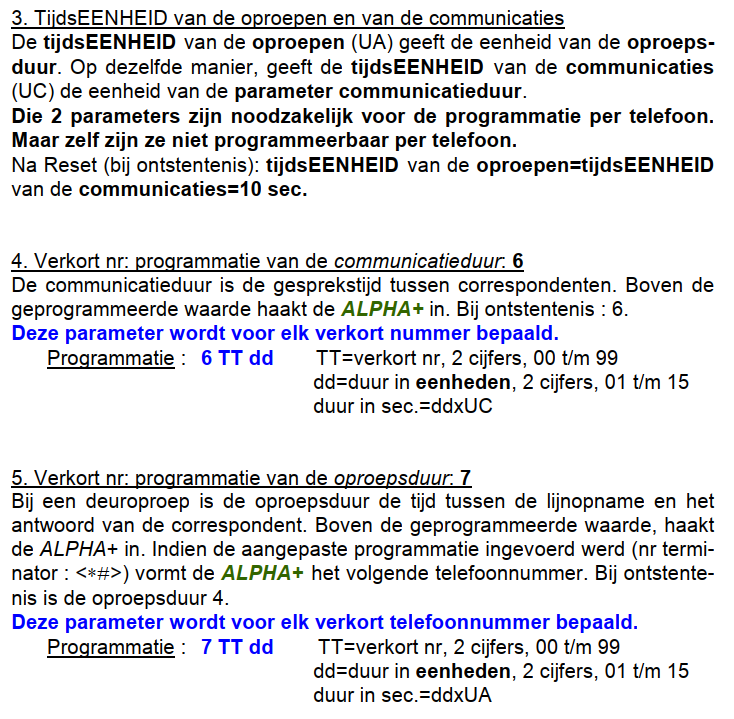 3. TijdsEENHEID van de oproepen en van de communicaties
De tijdsEENHEID van de oproepen (UA) geeft de eenheid van de oproeps-
duur. Op dezelfde manier, geeft de tijdsEENHEID van de communicaties
(UC) de eenheid van de parameter communicatieduur.
Die 2 parameters zijn noodzakelijk voor de programmatie per telefoon.
Maar zelf zijn ze niet programmeerbaar per telefoon.
Na Reset (bij ontstentenis): tijdsEENHEID van de oproepen=tijdsEENHEID
van de communicaties=10 sec.
4. Verkort nr: programmatie van de communicatieduur: 6
De communicatieduur is de gesprekstijd tussen correspondenten. Boven de
geprogrammeerde waarde haakt de ALPHA+ in. Bij ontstentenis : 6.
Deze parameter wordt voor elk verkort nummer bepaald.
Programmatie : 6 TT dd TT=verkort nr, 2 cijfers, 00 t/m 99
dd=duur in eenheden, 2 cijfers, 01 t/m 15
duur in sec.=ddxUC
5. Verkort nr: programmatie van de oproepsduur: 7
Bij een deuroproep is de oproepsduur de tijd tussen de lijnopname en het
antwoord van de correspondent. Boven de geprogrammeerde waarde, haakt
de ALPHA+ in. Indien de aangepaste programmatie ingevoerd werd (nr termi-
nator : <*#>) vormt de ALPHA+ het volgende telefoonnummer. Bij ontstente-
nis is de oproepsduur 4.
Deze parameter wordt voor elk verkort telefoonnummer bepaald.
Programmatie : 7 TT dd TT=verkort nr, 2 cijfers, 00 t/m 99
dd=duur in eenheden, 2 cijfers, 01 t/m 15
duur in sec.=ddxUA